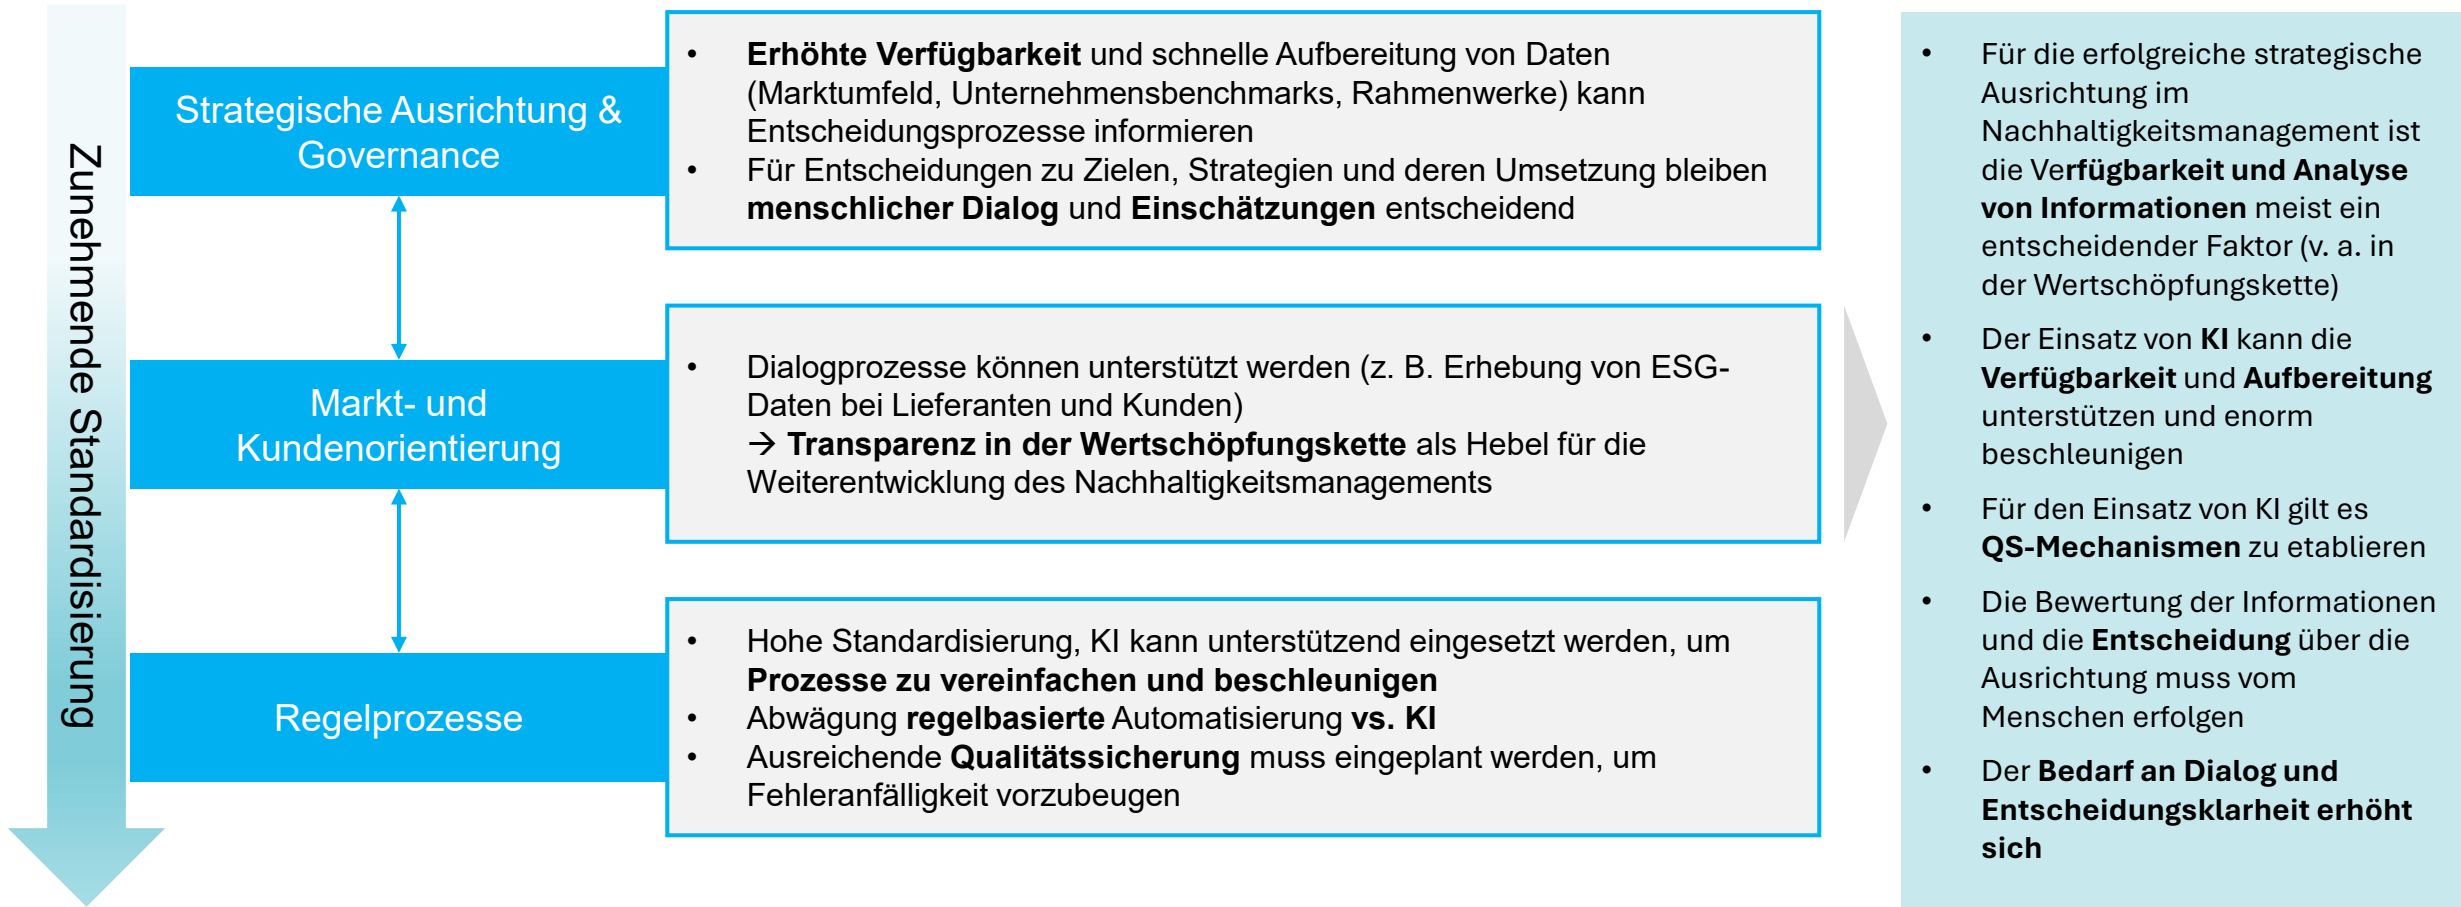 Zunehmende Standardisierung
Strategische Ausrichtung &
Governance
• Erhöhte Verfügbarkeit und schnelle Aufbereitung von Daten
(Marktumfeld, Unternehmensbenchmarks, Rahmenwerke) kann
Entscheidungsprozesse informieren
• Für Entscheidungen zu Zielen, Strategien und deren Umsetzung bleiben
menschlicher Dialog und Einschätzungen entscheidend
Markt- und
Kundenorientierung
• Dialogprozesse können unterstützt werden (z. B. Erhebung von ESG-
Daten bei Lieferanten und Kunden)
→ Transparenz in der Wertschöpfungskette als Hebel für die
Weiterentwicklung des Nachhaltigkeitsmanagements
Regelprozesse
• Hohe Standardisierung, KI kann unterstützend eingesetzt werden, um
Prozesse zu vereinfachen und beschleunigen
• Abwägung regelbasierte Automatisierung vs. KI
• Ausreichende Qualitätssicherung muss eingeplant werden, um
Fehleranfälligkeit vorzubeugen
• Für die erfolgreiche strategische
Ausrichtung im
Nachhaltigkeitsmanagement ist
die Verfügbarkeit und Analyse
von Informationen meist ein
entscheidender Faktor (v. a. in
der Wertschöpfungskette)
• Der Einsatz von KI kann die
Verfügbarkeit und Aufbereitung
unterstützen und enorm
beschleunigen
• Für den Einsatz von KI gilt es
QS-Mechanismen zu etablieren
• Die Bewertung der Informationen
und die Entscheidung über die
Ausrichtung muss vom
Menschen erfolgen
• Der Bedarf an Dialog und
Entscheidungsklarheit erhöht
sich